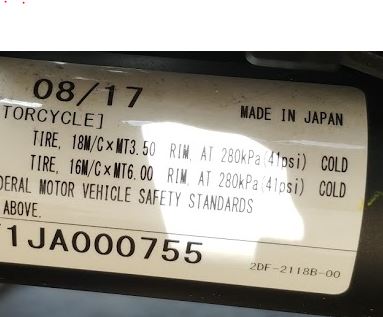 08/17
MADE IN JAPAN
TORCYCLE]
TIRE, 18M/C×MT3.50 RIM, AT 280kPa(41psi) COLD
TIRE, 16M/C×MT6.00 RIM, AT 280kPa(41psi) COLD
DERAL MOTOR VEHICLE SAFETY STANDARDS
ABOVE.
1JA000755
2DF-2118B-00